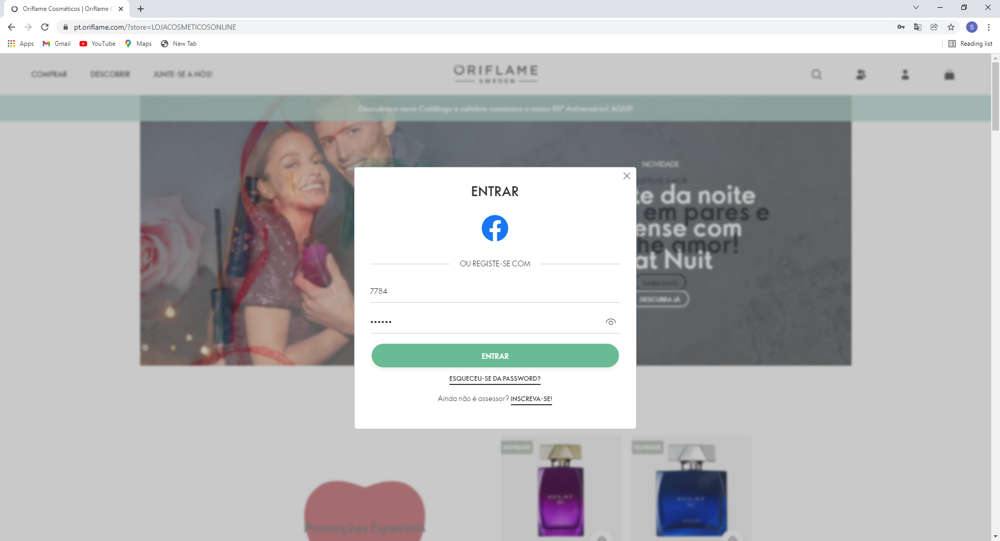 Oriflame Cosméticos | Oriflame C
pt.oriflame.com/?store=LOJACOSMETICOSONLINE
S
Apps
Gmail
YouTube
Maps
New Tab
Reading list
COMPRAR
DESCOBRIR
JUNTE-SE A NÓS!
ORIFLAME
SWEDEN
Descubra o novo Catálogo e celebre connosco o nosso 55º Aniversário! AQUI!
NOVIDADE
te da noite
em pares e
ense com
he amor!
at Nuit
SAIBA MAIS
DESCUBRA JÁ
ENTRAR
OU REGISTE-SE COM
7784
••••••
ENTRAR
ESQUECEU-SE DA PASSWORD?
Ainda não é assessor? INSCREVA-SE!
NOVIDADE
NOVIDADE
ECLAT
ECLAT
Promoções Especiais